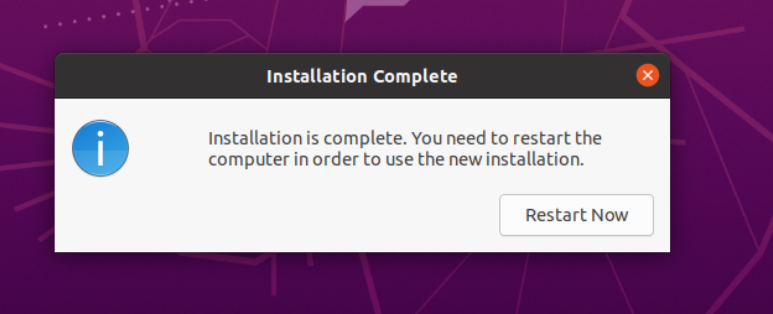 Installation Complete
Installation is complete. You need to restart the
computer in order to use the new installation.
Restart Now